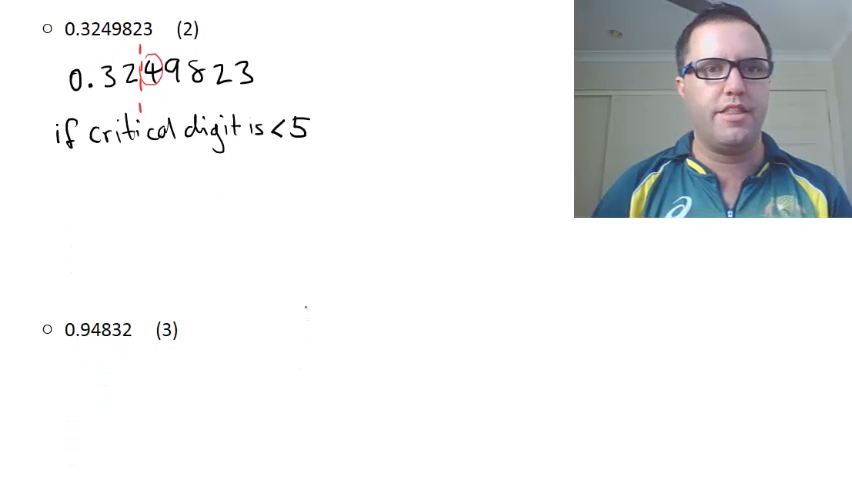 ○ 0.3249823 (2)
0.3249823
if critical digit is < 5
○ 0.94832 (3)